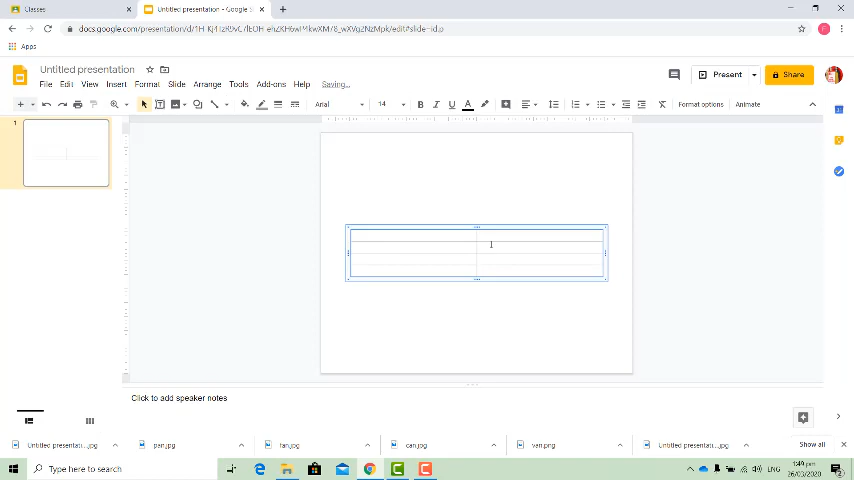 Classes
Untitled presentation - Google S
Apps
Untitled presentation
File Edit View Insert Format Slide Arrange Tools Add-ons Help Saving...
Present
Share
Arial
14
Format options
Animate
1
Click to add speaker notes
Untitled presentati....jpg
pan.jpg
fan.jpg
can.jpg
van.png
Untitled presentati....jpg
Show all
Type here to search
ENG
1:49 pm
26/03/2020